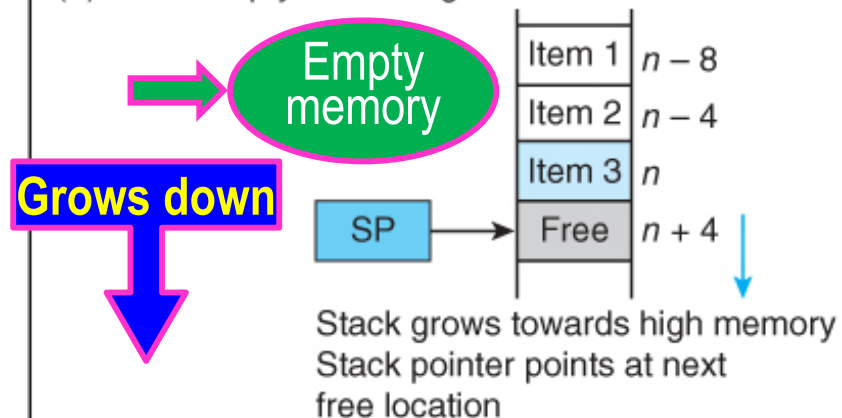 Empty
memory
Grows down
Item 1 n – 8
Item 2 n – 4
Item 3 n
SP Free n + 4
Stack grows towards high memory
Stack pointer points at next
free location